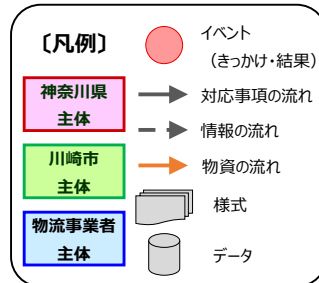 〔凡例〕
イベント
（きっかけ・結果）
神奈川県
主体
対応事項の流れ
情報の流れ
川崎市
主体
物資の流れ
様式
物流事業者
主体
データ